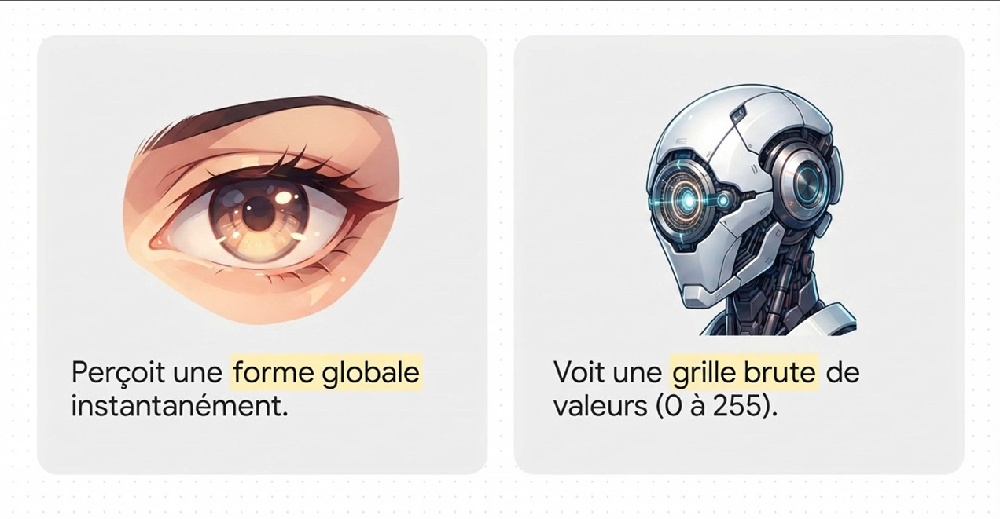 Perçoit une forme globale
instantanément.
Voit une grille brute de
valeurs (0 à 255).